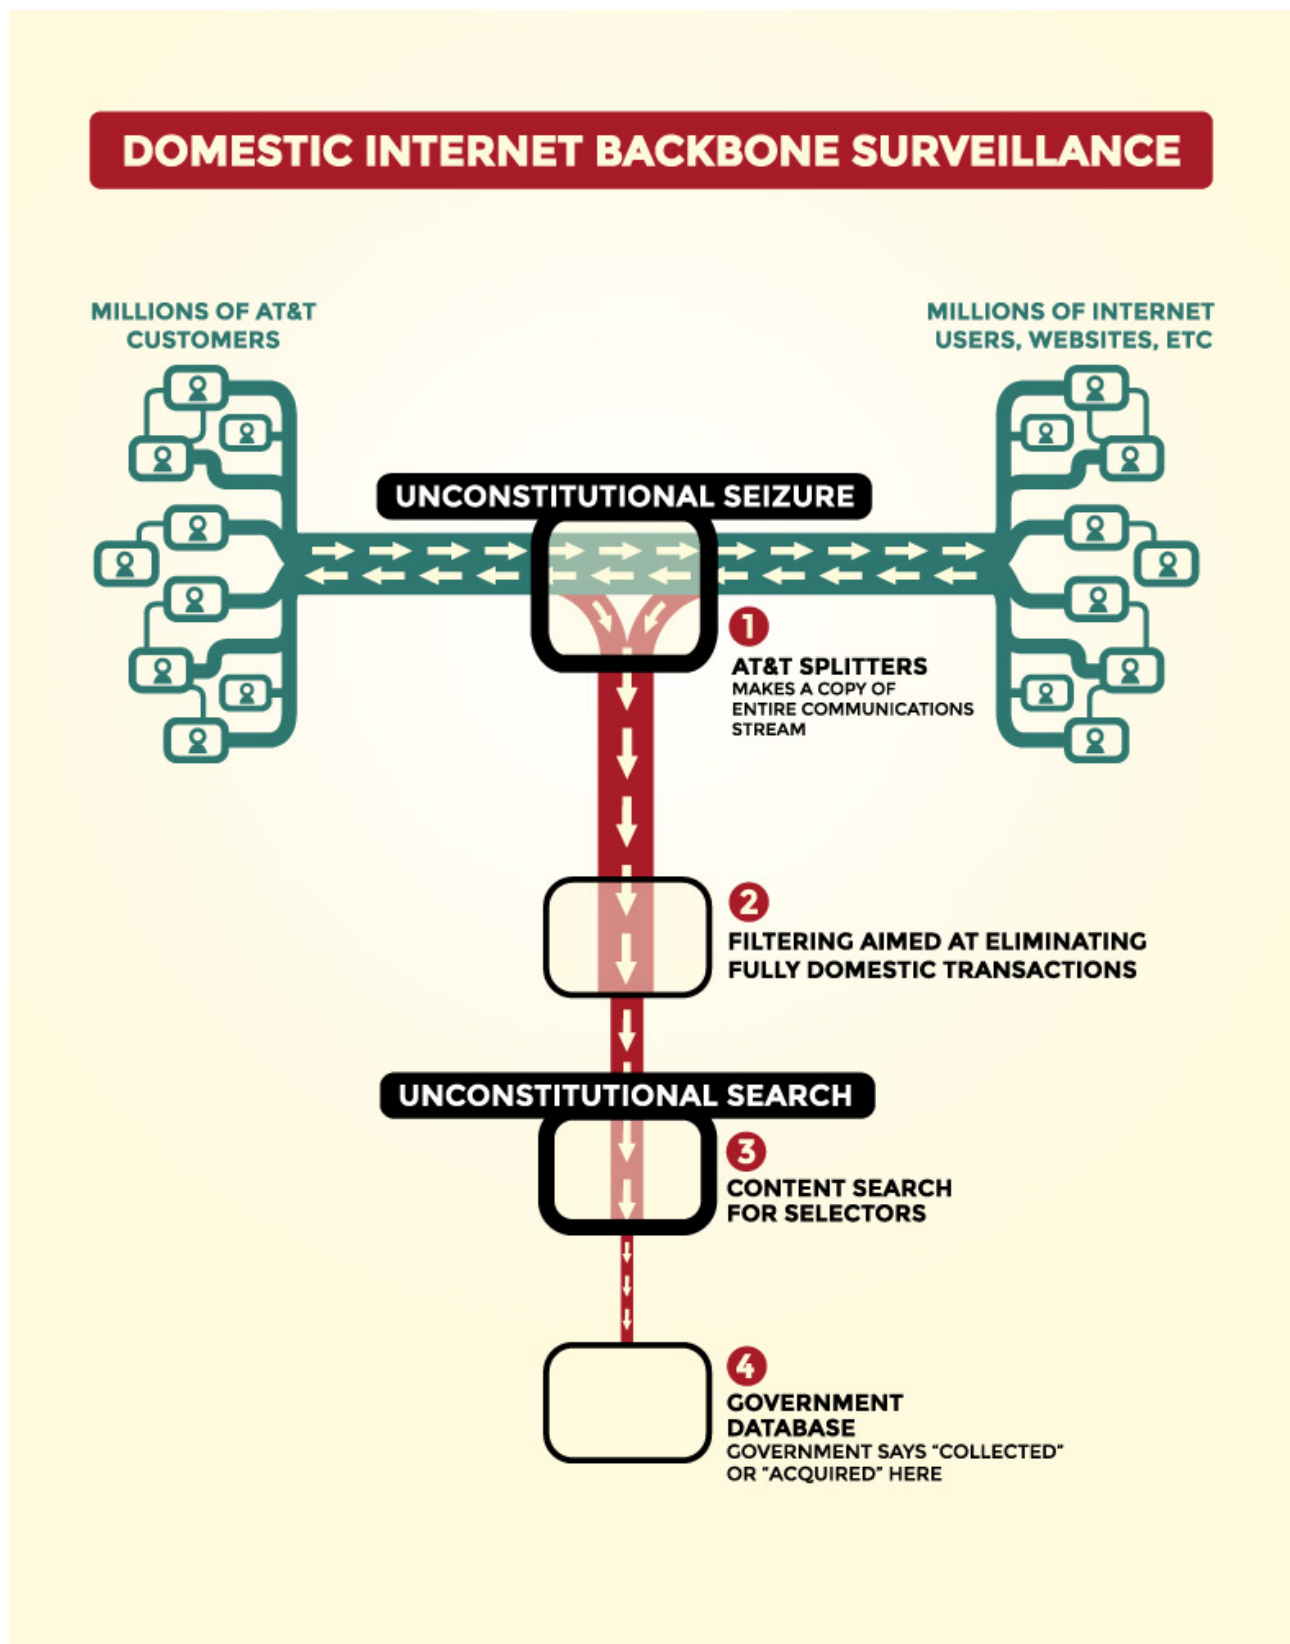 DOMESTIC INTERNET BACKBONE SURVEILLANCE
MILLIONS OF AT&T
CUSTOMERS
MILLIONS OF INTERNET
USERS, WEBSITES, ETC
UNCONSTITUTIONAL SEIZURE
1
AT&T SPLITTERS
MAKES A COPY OF
ENTIRE COMMUNICATIONS
STREAM
2
FILTERING AIMED AT ELIMINATING
FULLY DOMESTIC TRANSACTIONS
UNCONSTITUTIONAL SEARCH
3
CONTENT SEARCH
FOR SELECTORS
4
GOVERNMENT
DATABASE
GOVERNMENT SAYS “COLLECTED”
OR “ACQUIRED” HERE